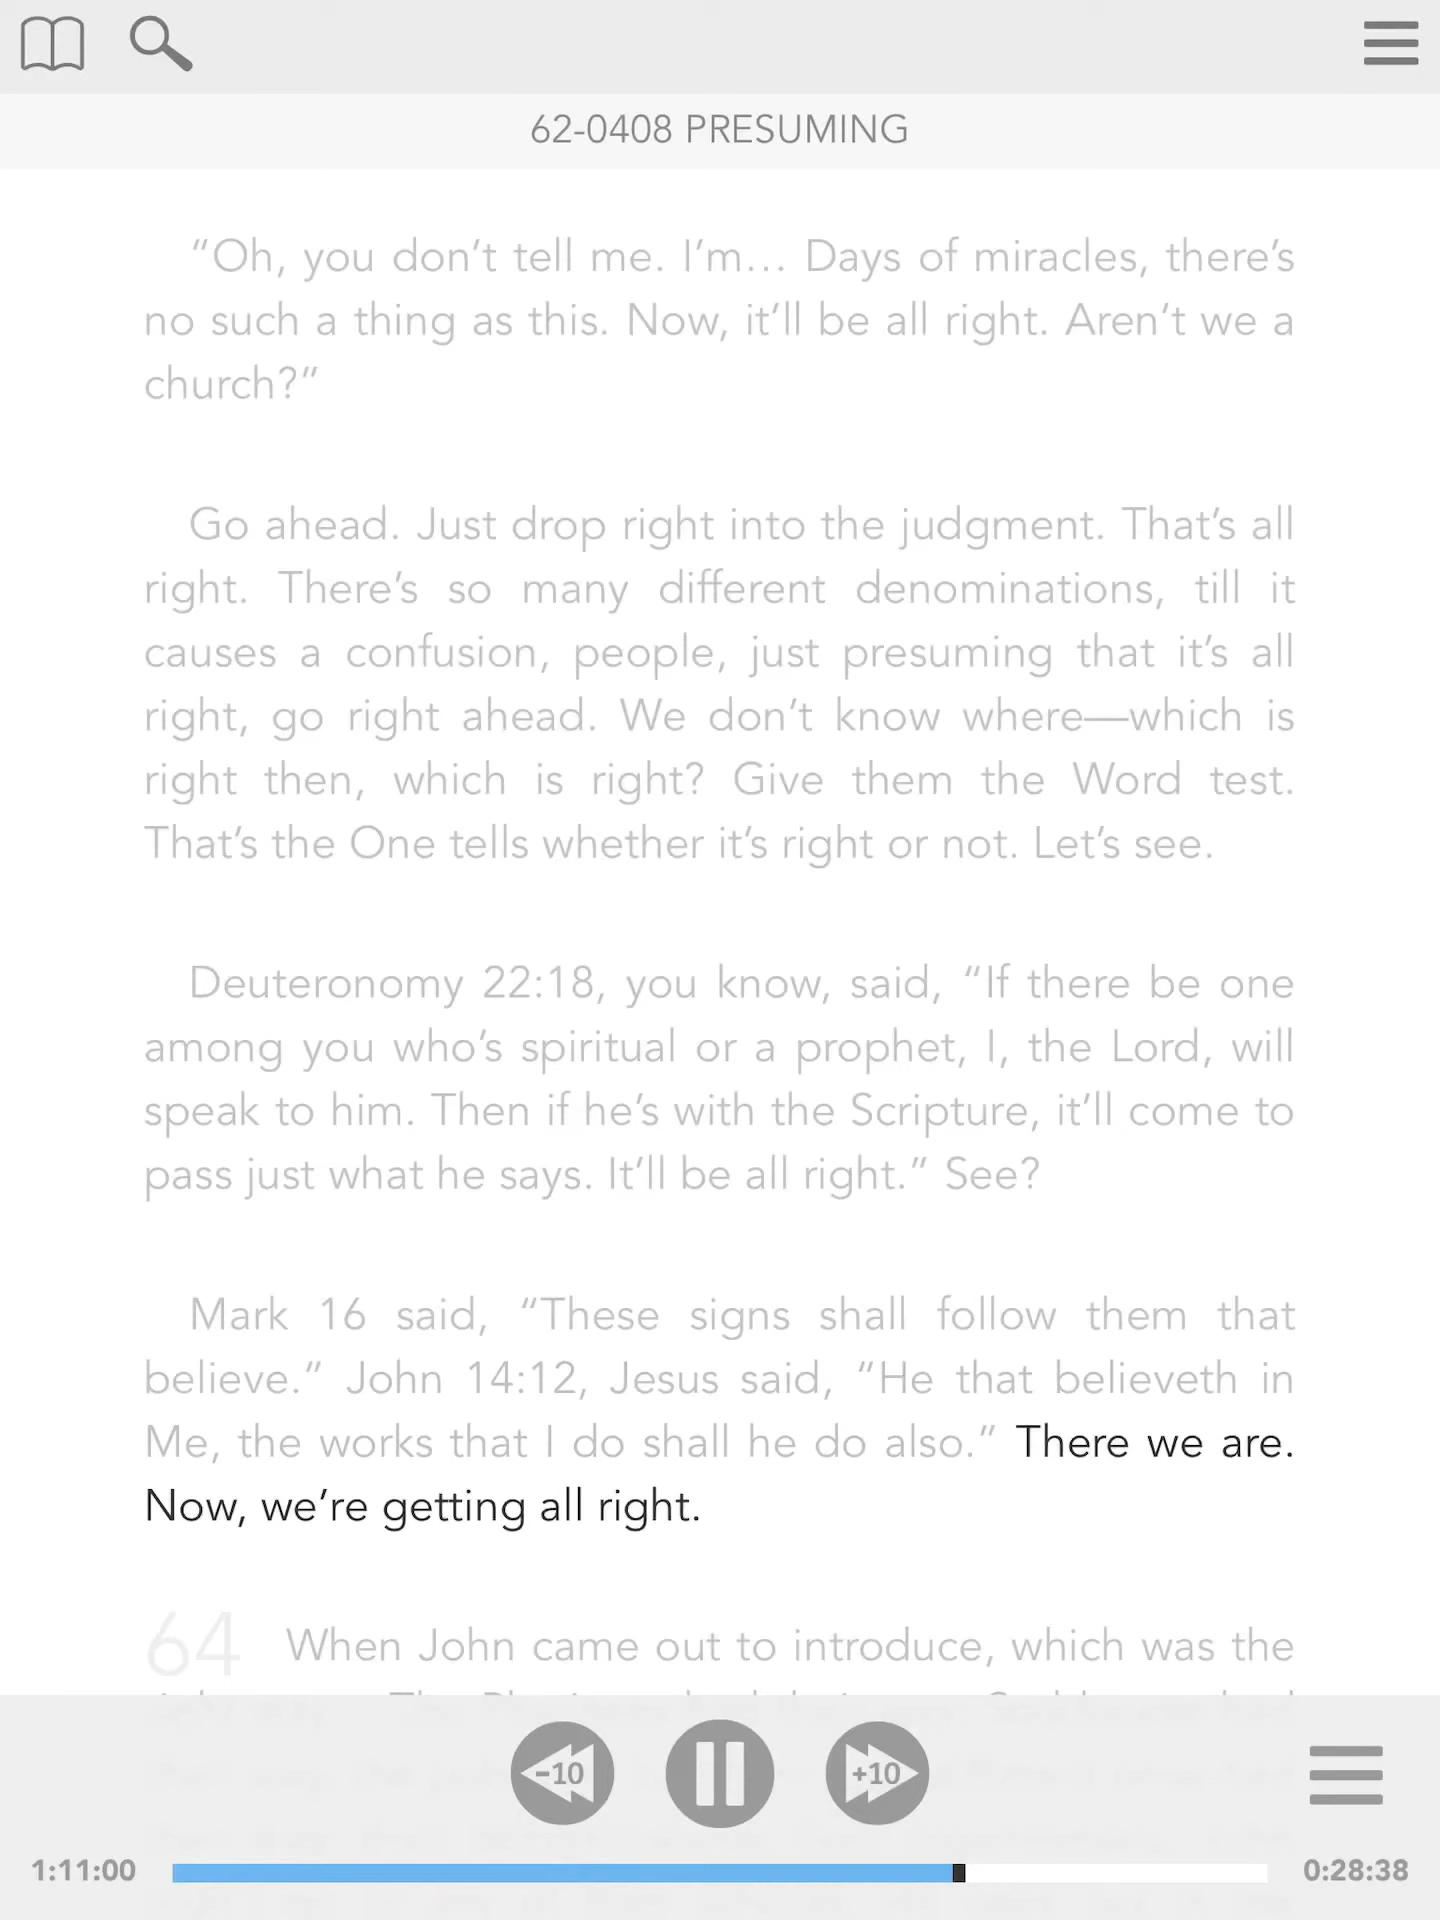 62-0408 PRESUMING
“Oh, you don’t tell me. I’m… Days of miracles, there’s
no such a thing as this. Now, it’ll be all right. Aren’t we a
church?”
Go ahead. Just drop right into the judgment. That’s all
right. There’s so many different denominations, till it
causes a confusion, people, just presuming that it’s all
right, go right ahead. We don’t know where—which is
right then, which is right? Give them the Word test.
That’s the One tells whether it’s right or not. Let’s see.
Deuteronomy 22:18, you know, said, “If there be one
among you who’s spiritual or a prophet, I, the Lord, will
speak to him. Then if he’s with the Scripture, it’ll come to
pass just what he says. It’ll be all right.” See?
Mark 16 said, “These signs shall follow them that
believe.” John 14:12, Jesus said, “He that believeth in
Me, the works that I do shall he do also.” There we are.
Now, we’re getting all right.
64 When John came out to introduce, which was the
-10 +10
1:11:00 0:28:38